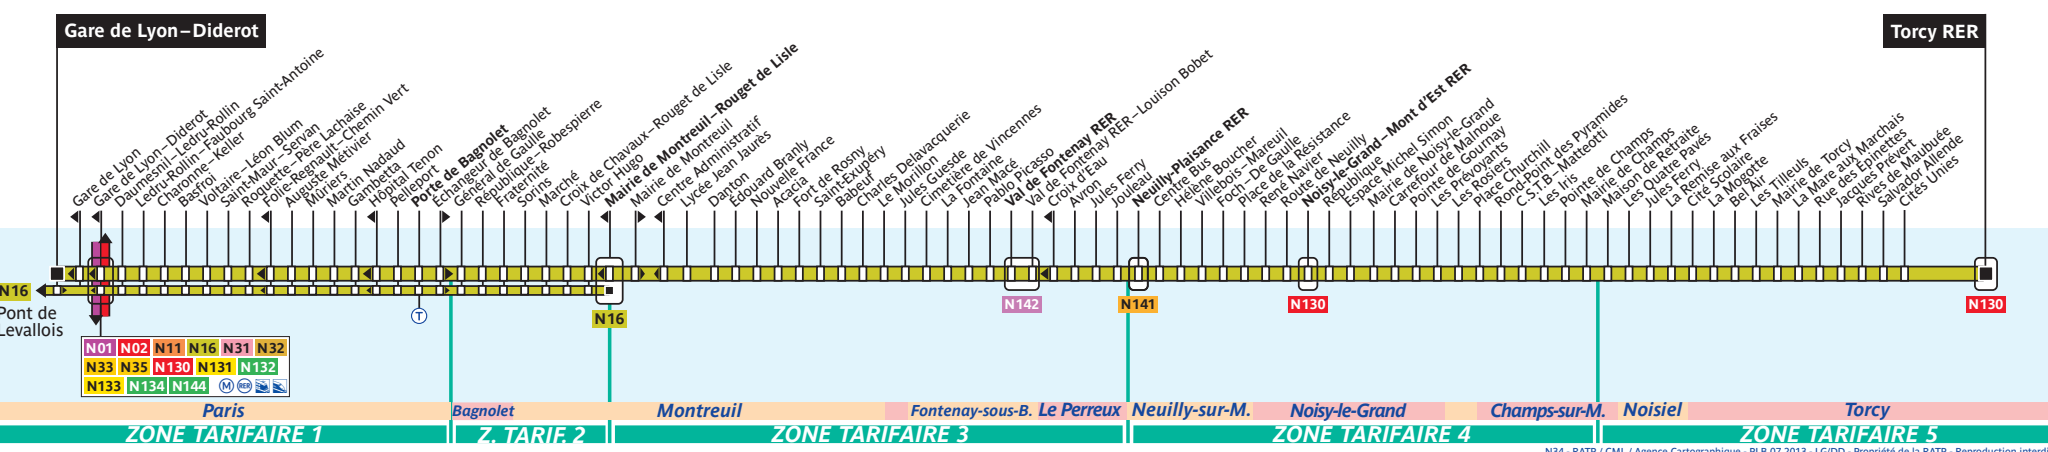 Gare de Lyon–Diderot
Torcy RER
Gare de Lyon
Gare de Lyon–Diderot
Daumesnil–Ledru-Rollin
Ledru-Rollin–Faubourg Saint-Antoine
Charonne–Keller
Basfroi
Voltaire–Léon Blum
Saint-Maur–Servan
Roquette–Père Lachaise
Folie-Regnault–Chemin Vert
Auguste Métivier
Mûriers
Martin Nadaud
Gambetta
Hôpital Tenon
Pelleport
Porte de Bagnolet
Échangeur de Bagnolet
Général de Gaulle
République–Robespierre
Fraternité
Sorins
Marché
Croix de Chavaux–Rouget de Lisle
Victor Hugo
Mairie de Montreuil–Rouget de Lisle
Mairie de Montreuil
Centre Administratif
Lycée Jean Jaurès
Danton
Édouard Branly
Nouvelle France
Acacia
Fort de Rosny
Saint-Exupéry
Babeuf
Charles Delavacquerie
Le Morillon
Jules Guesde
Cimetière de Vincennes
La Fontaine
Jean Macé
Pablo Picasso
Val de Fontenay RER
Val de Fontenay RER–Louison Bobet
Croix d'Eau
Avron
Jules Ferry
Jouleau
Neuilly-Plaisance RER
Centre Bus
Hélène Boucher
Villebois–Mareuil
Foch–De Gaulle
Place de la Résistance
René Navier
Route de Neuilly
Noisy-le-Grand–Mont d'Est RER
République
Espace Michel Simon
Mairie de Noisy-le-Grand
Carrefour de Malnoue
Pointe de Gournay
Les Prévoyants
Les Rosiers
Place Churchill
Rond-Point des Pyramides
C.S.T.B–Matteotti
Les Iris
Pointe de Champs
Mairie de Champs
Maison de Retraite
Les Quatre Pavés
Jules Ferry
La Remise aux Fraises
Cité Scolaire
La Mogotte
Bel Air
Les Tilleuls
Mairie de Torcy
La Mare aux Marchais
Rue des Espinettes
Jacques Prévert
Rives de Maubuée
Salvador Allende
Cités Unies
N16
Pont de
Levallois
T
N16
N142
N141
N130
N130
N01 N02 N11 N16 N31 N32
N33 N35 N130 N131 N132
N133 N134 N144 M RER
Paris Bagnolet Montreuil Fontenay-sous-B. Le Perreux Neuilly-sur-M. Noisy-le-Grand Champs-sur-M. Noisiel Torcy
ZONE TARIFAIRE 1 Z. TARIF. 2 ZONE TARIFAIRE 3 ZONE TARIFAIRE 4 ZONE TARIFAIRE 5